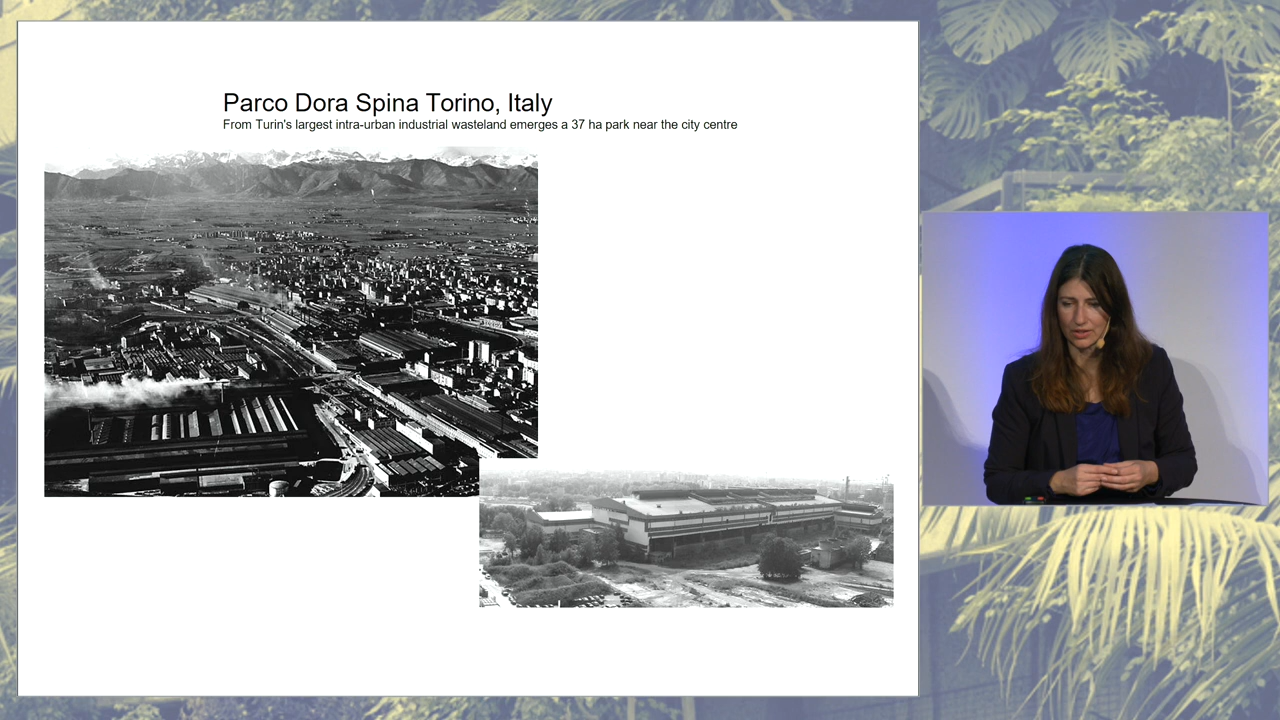 Parco Dora Spina Torino, Italy
From Turin's largest intra-urban industrial wasteland emerges a 37 ha park near the city centre